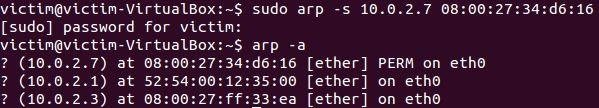 victim@victim-VirtualBox:~$ sudo arp -s 10.0.2.7 08:00:27:34:d6:16
[sudo] password for victim:
victim@victim-VirtualBox:~$ arp -a
? (10.0.2.7) at 08:00:27:34:d6:16 [ether] PERM on eth0
? (10.0.2.1) at 52:54:00:12:35:00 [ether] on eth0
? (10.0.2.3) at 08:00:27:ff:33:ea [ether] on eth0